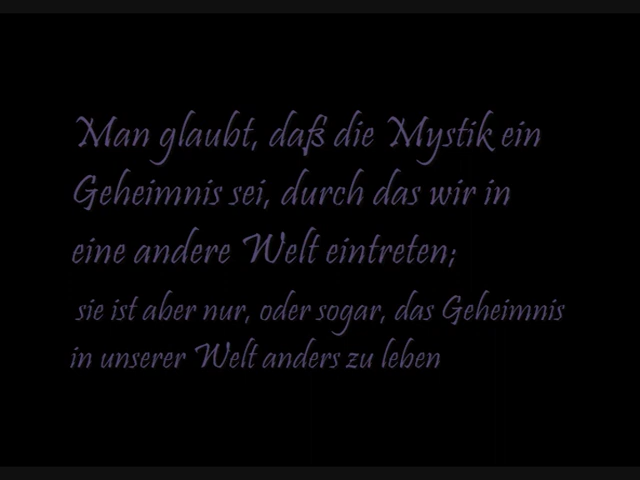 Man glaubt, daß die Mystik ein
Geheimnis sei, durch das wir in
eine andere Welt eintreten;
sie ist aber nur, oder sogar, das Geheimnis
in unserer Welt anders zu leben